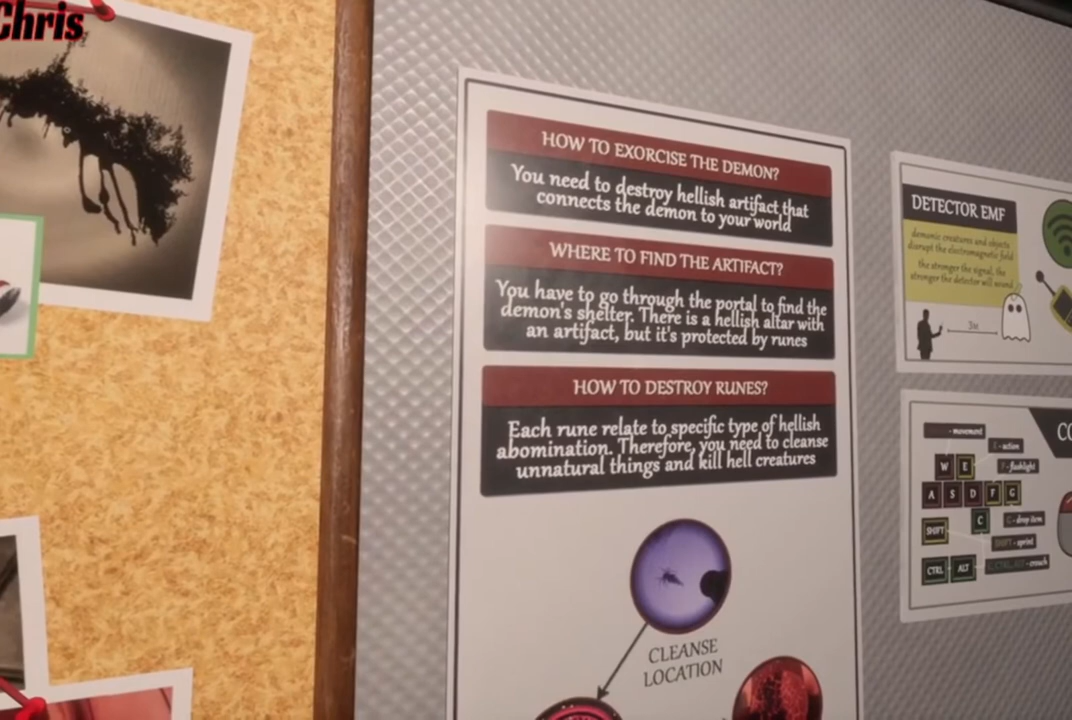 Chris
HOW TO EXORCISE THE DEMON?
You need to destroy hellish artifact that
connects the demon to your world
WHERE TO FIND THE ARTIFACT?
You have to go through the portal to find the
demon's shelter. There is a hellish altar with
an artifact, but it's protected by runes
HOW TO DESTROY RUNES?
Each rune relate to specific type of hellish
abomination. Therefore, you need to cleanse
unnatural things and kill hell creatures
CLEANSE
LOCATION
DETECTOR EMF
demonic creatures and objects
disrupt the electromagnetic field
the stronger the signal, the
stronger the detector will sound
3м
CO
- movement
- action
W E
- flashlight
A S D F G
C
- drop item
SHIFT
SHIFT - sprint
CTRL ALT
- crouch